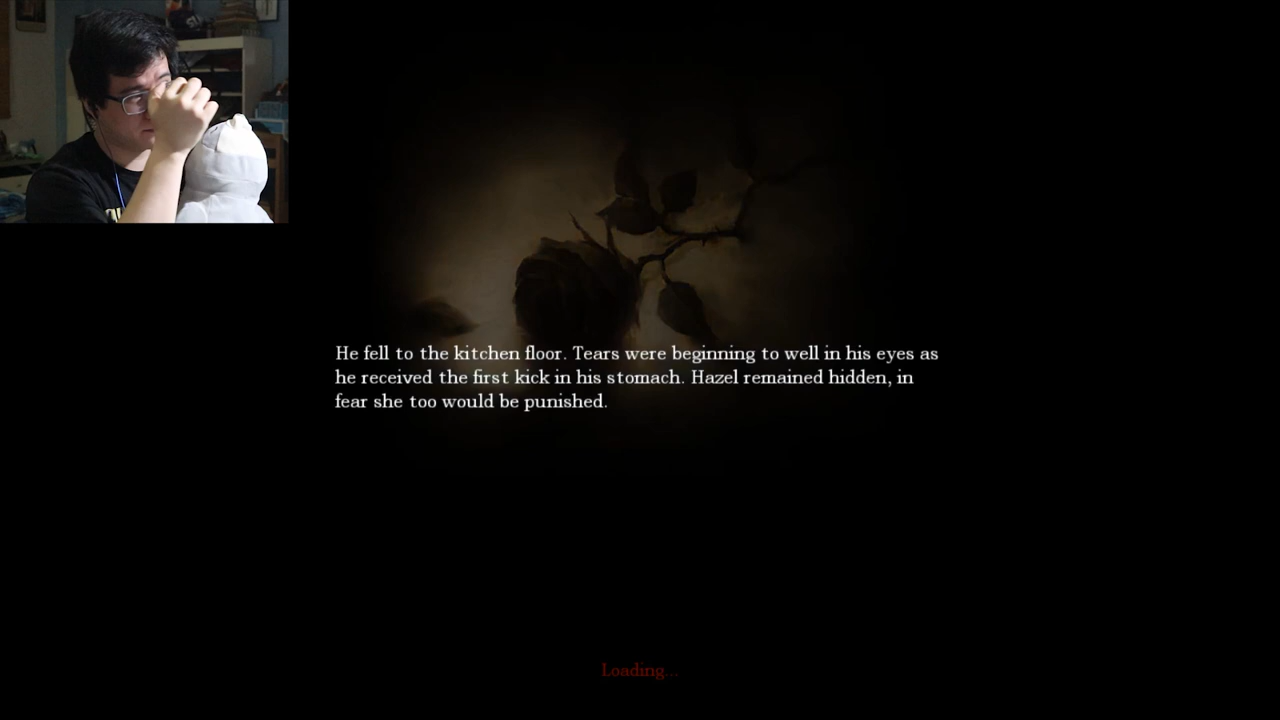 He fell to the kitchen floor. Tears were beginning to well in his eyes as
he received the first kick in his stomach. Hazel remained hidden, in
fear she too would be punished.
Loading...